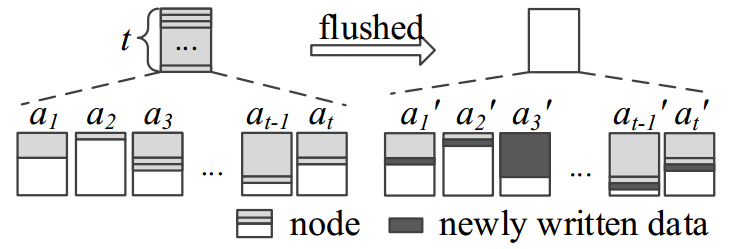 t
...
flushed
a1 a2 a3 at-1 at
a1' a2' a3' at-1' at'
... ...
node newly written data